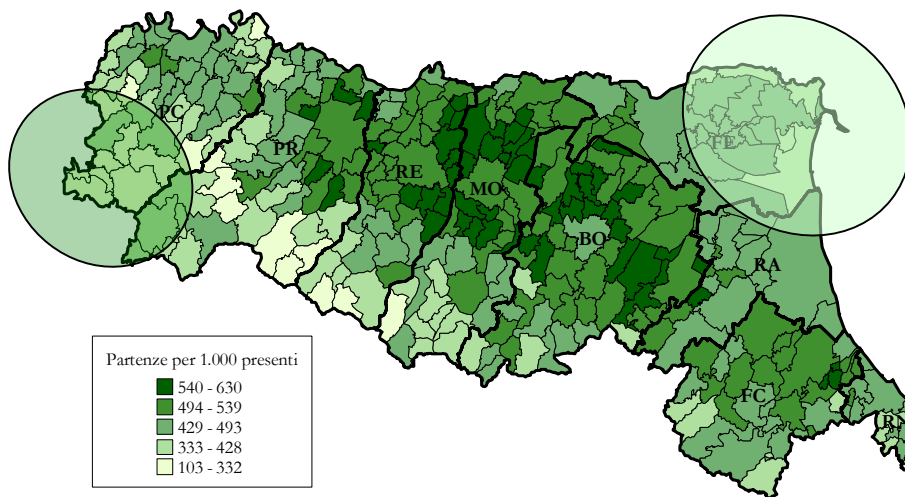 PC
FE
PR
RE
MO
BO
RA
FC
RN
Partenze per 1.000 presenti
540 - 630
494 - 539
429 - 493
333 - 428
103 - 332